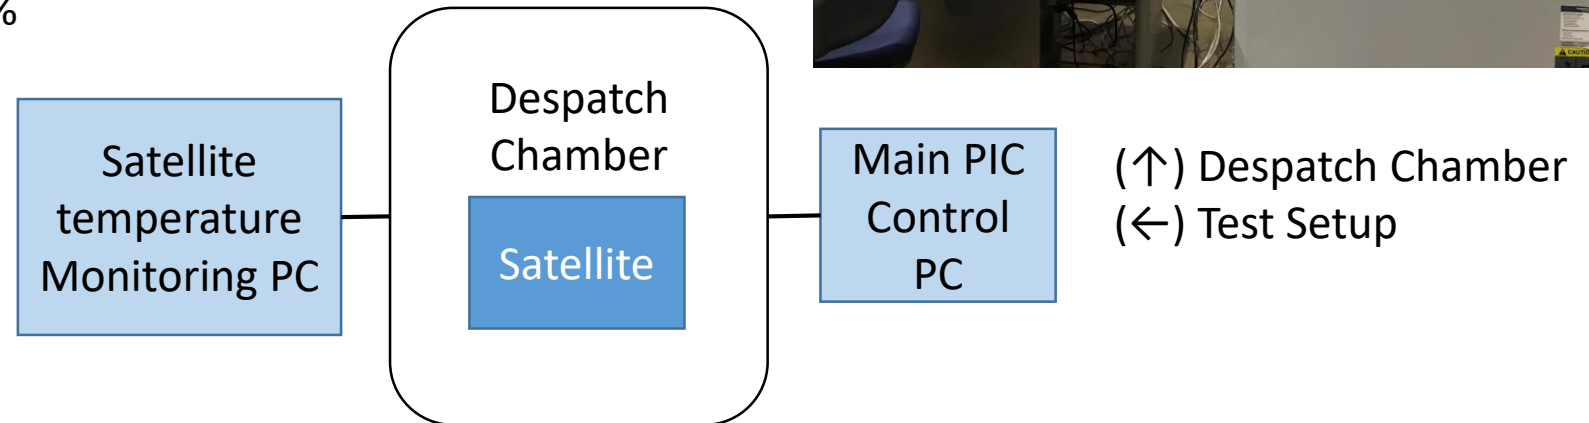 %
Despatch
Chamber
Satellite
temperature
Monitoring PC
Satellite
Main PIC
Control
PC
(↑) Despatch Chamber
(←) Test Setup